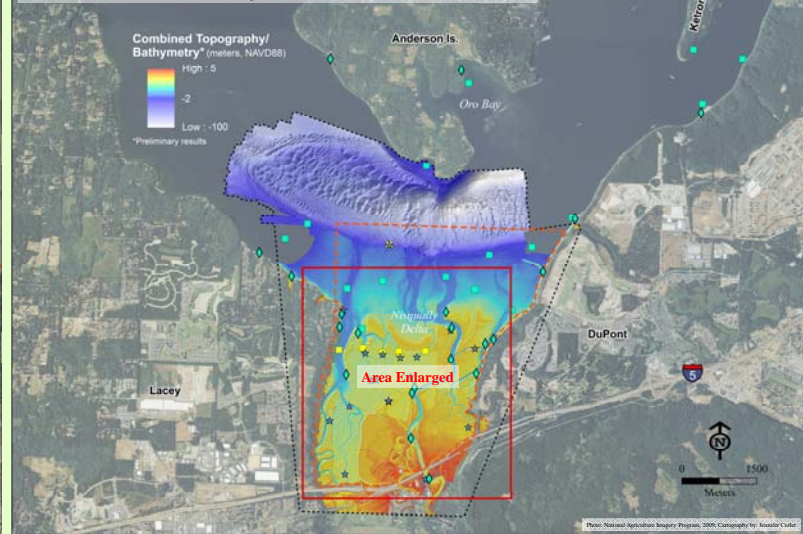 Combined Topography/
Bathymetry* (meters, NAVD88)
High : 5
-2
Low : -100
*Preliminary results
Anderson Is.
Ketron
Oro Bay
Nisqually
Delta
DuPont
Area Enlarged
Lacey
5
N
0 1500
Meters
Photo: National Agriculture Imagery Program, 2009; Cartography by: Jennifer Cutler.